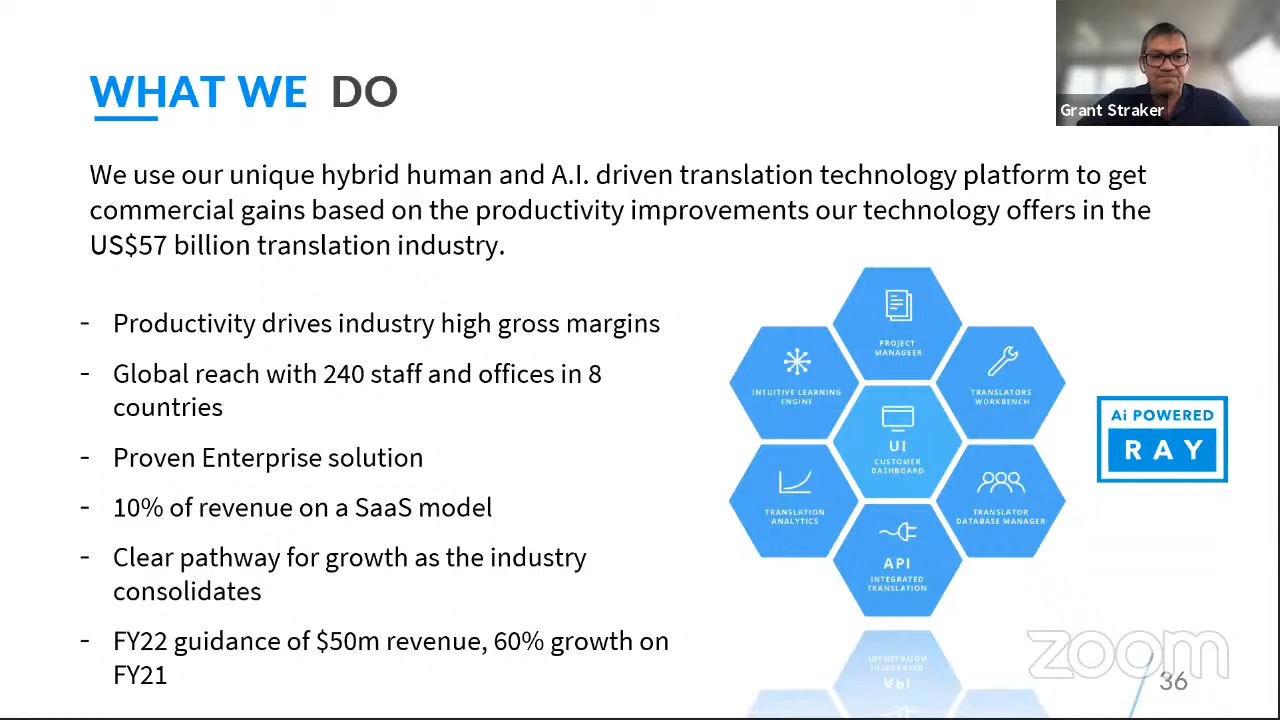 WHAT WE DO
Grant Straker
We use our unique hybrid human and A.I. driven translation technology platform to get
commercial gains based on the productivity improvements our technology offers in the
US$57 billion translation industry.
- Productivity drives industry high gross margins
- Global reach with 240 staff and offices in 8
countries
- Proven Enterprise solution
- 10% of revenue on a SaaS model
- Clear pathway for growth as the industry
consolidates
- FY22 guidance of $50m revenue, 60% growth on
FY21
PROJECT
MANAGEER
INTUITIVE LEARNING
ENGINE
TRANSLATORS
WORKBENCH
UI
CUSTOMER
DASHBOARD
TRANSLATION
ANALYTICS
TRANSLATOR
DATABASE MANAGER
API
INTEGRATED
TRANSLATION
Ai POWERED
RAY
zoom
36